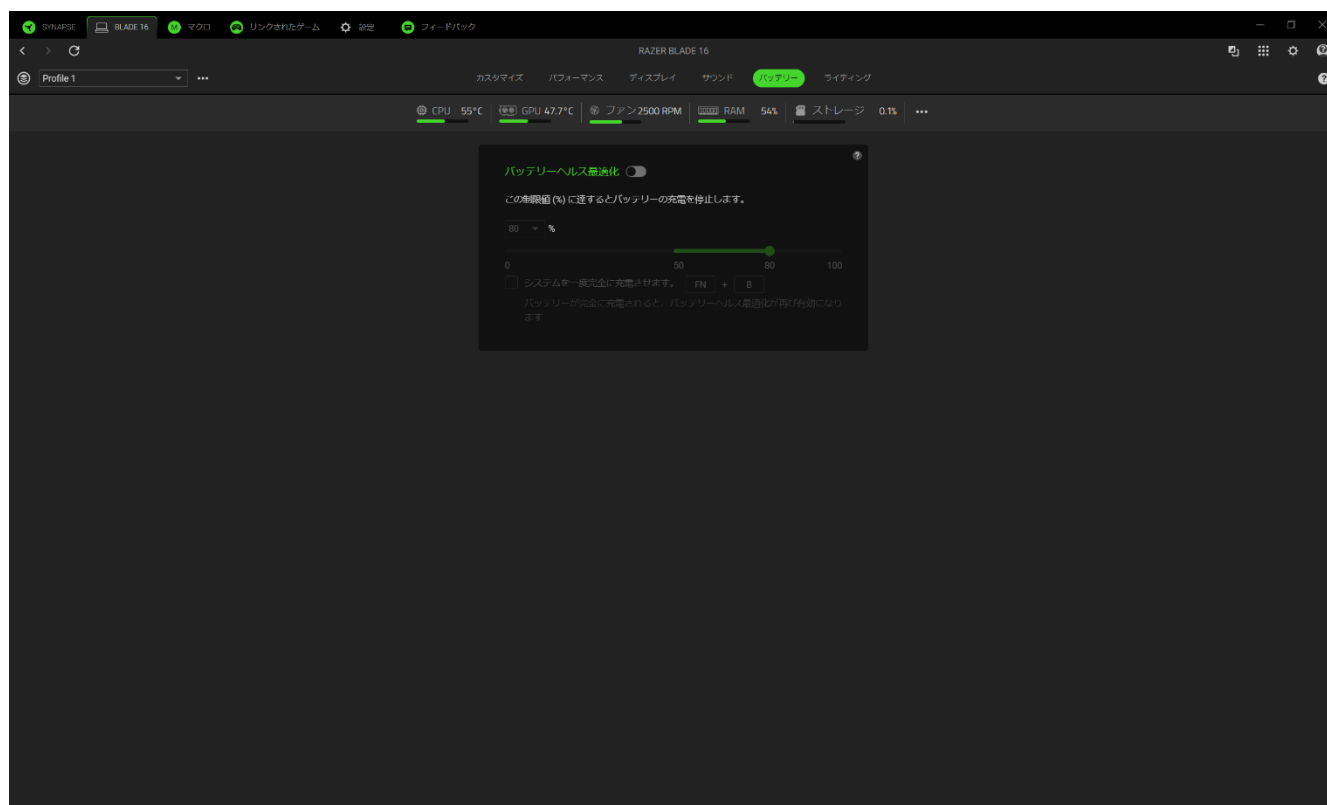 SYNAPSE BLADE 16 マクロ リンクされたゲーム 設定 フィードバック
RAZER BLADE 16
Profile 1 カスタマイズ パフォーマンス ディスプレイ サウンド バッテリー ライティング
CPU 55°C GPU 47.7°C ファン 2500 RPM RAM 54% ストレージ 0.1%
バッテリーヘルス最適化
この制限値 (%) に達するとバッテリーの充電を停止します。
80 %
0 50 80 100
システムを一度完全に充電させます。 FN + B
バッテリーが完全に充電されると、バッテリーヘルス最適化が再び有効になり
ます